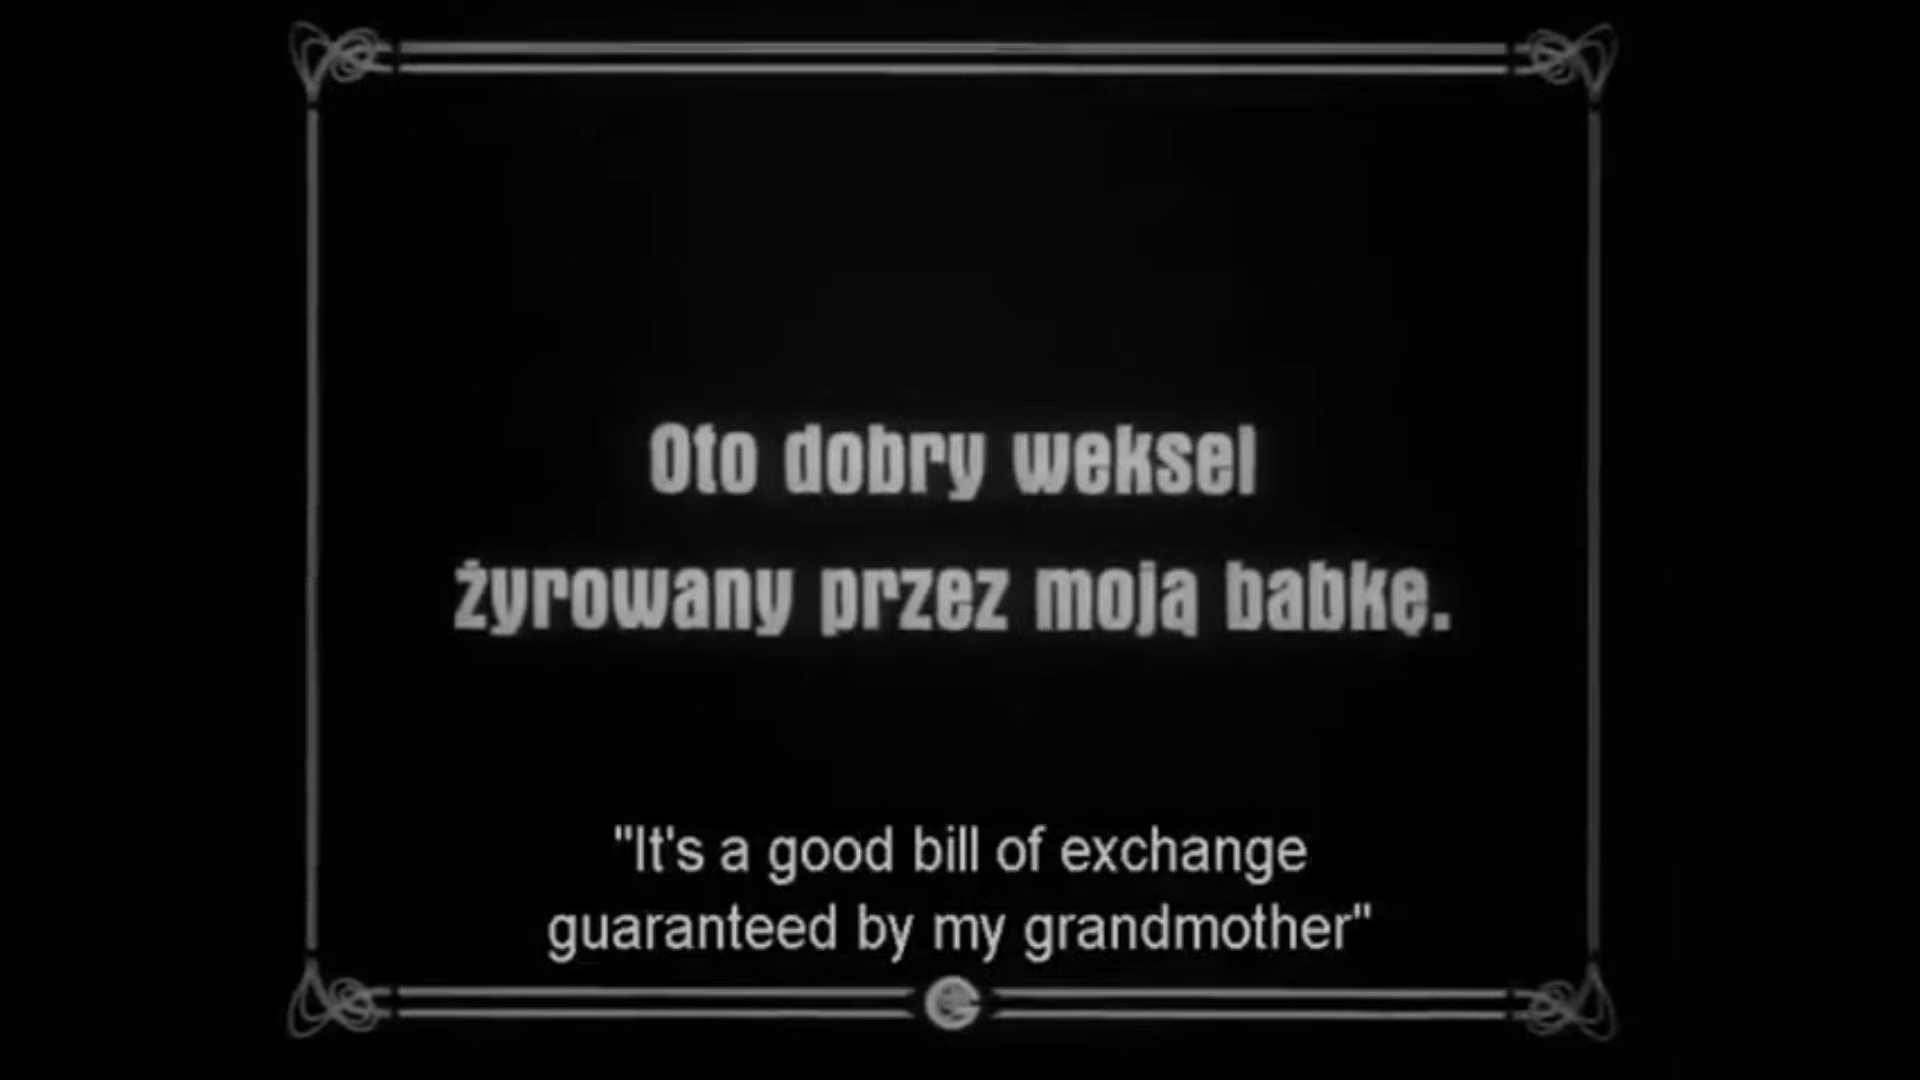 Oto dobry weksel
żyrowany przez moją babkę.
"It's a good bill of exchange
guaranteed by my grandmother"